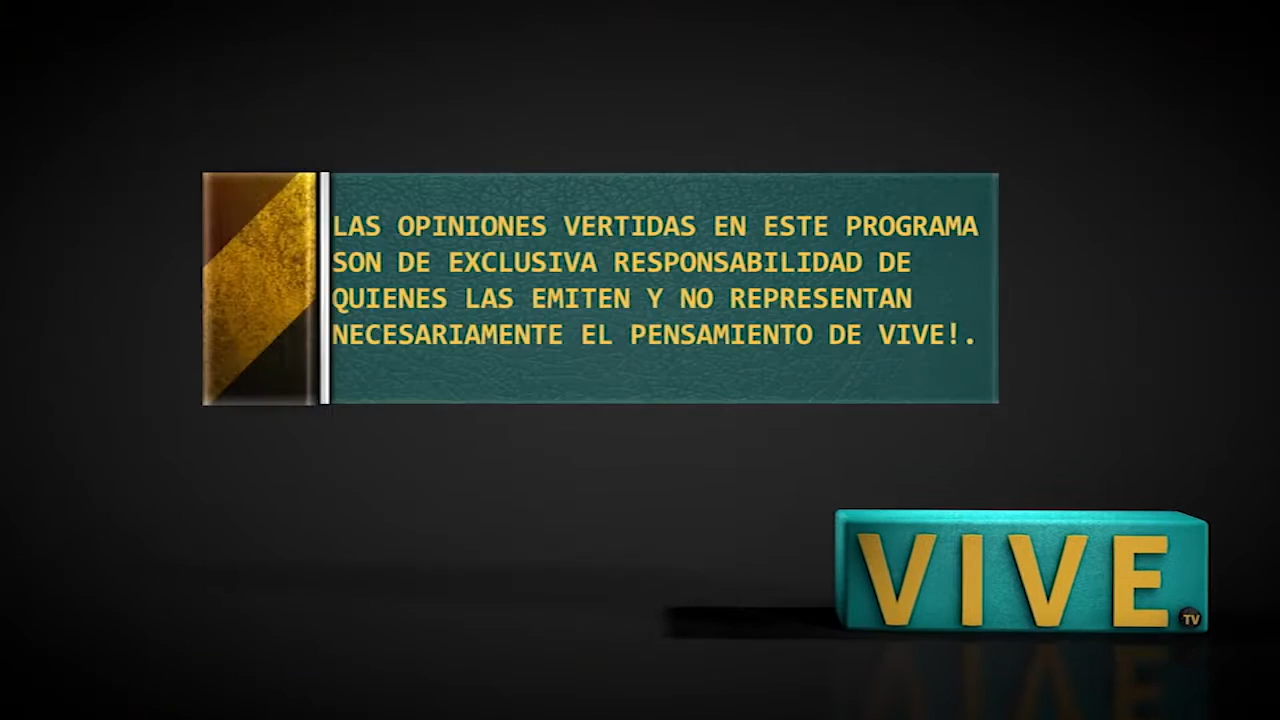 LAS OPINIONES VERTIDAS EN ESTE PROGRAMA
SON DE EXCLUSIVA RESPONSABILIDAD DE
QUIENES LAS EMITEN Y NO REPRESENTAN
NECESARIAMENTE EL PENSAMIENTO DE VIVE!.
VIVE
TV